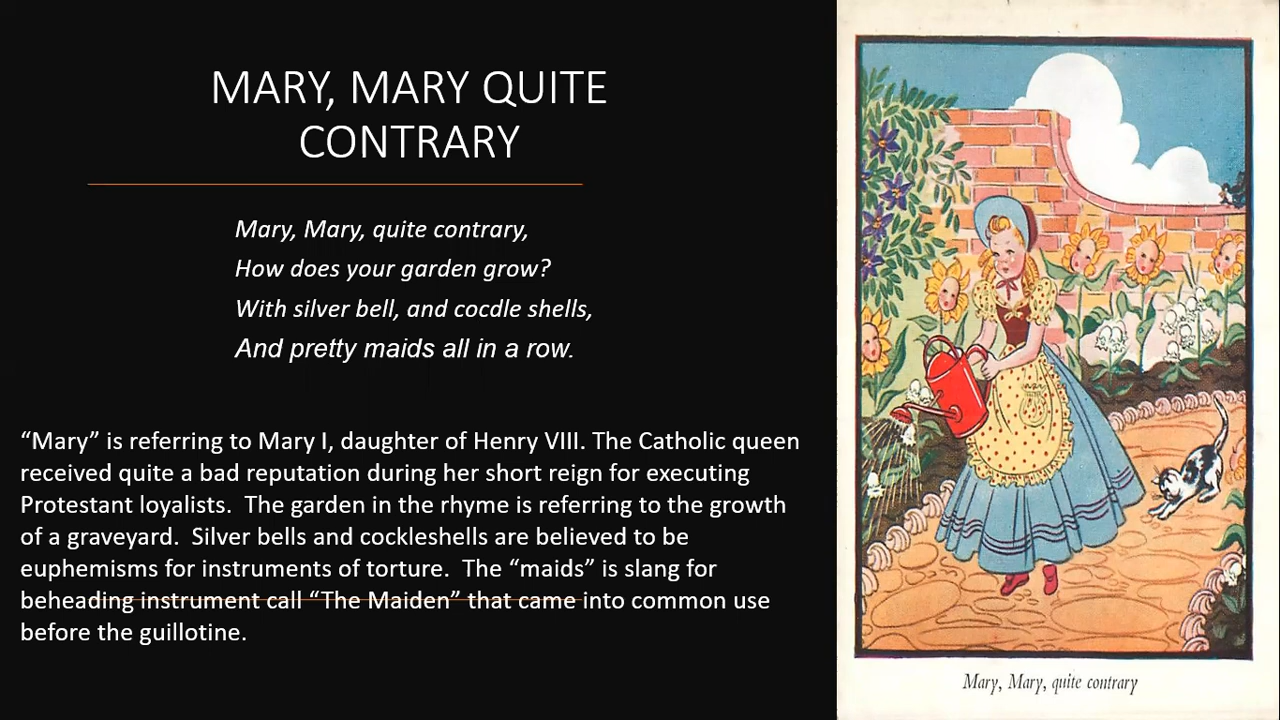 MARY, MARY QUITE
CONTRARY
Mary, Mary, quite contrary,
How does your garden grow?
With silver bell, and cocdle shells,
And pretty maids all in a row.
“Mary” is referring to Mary I, daughter of Henry VIII. The Catholic queen
received quite a bad reputation during her short reign for executing
Protestant loyalists.  The garden in the rhyme is referring to the growth
of a graveyard.  Silver bells and cockleshells are believed to be
euphemisms for instruments of torture.  The “maids” is slang for
beheading instrument call “The Maiden” that came into common use
before the guillotine.
Mary, Mary, quite contrary